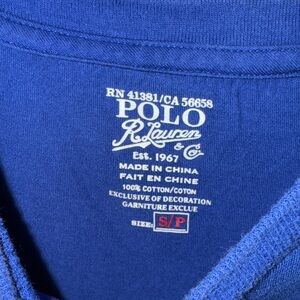 RN 41381/CA 56658
POLO
R. Lauren
& Co
EST. 1967
MADE IN CHINA
FAIT EN CHINE
100% COTTON/COTON
EXCLUSIVE OF DECORATION
GARNITURE EXCLUE
SIZE: S/P